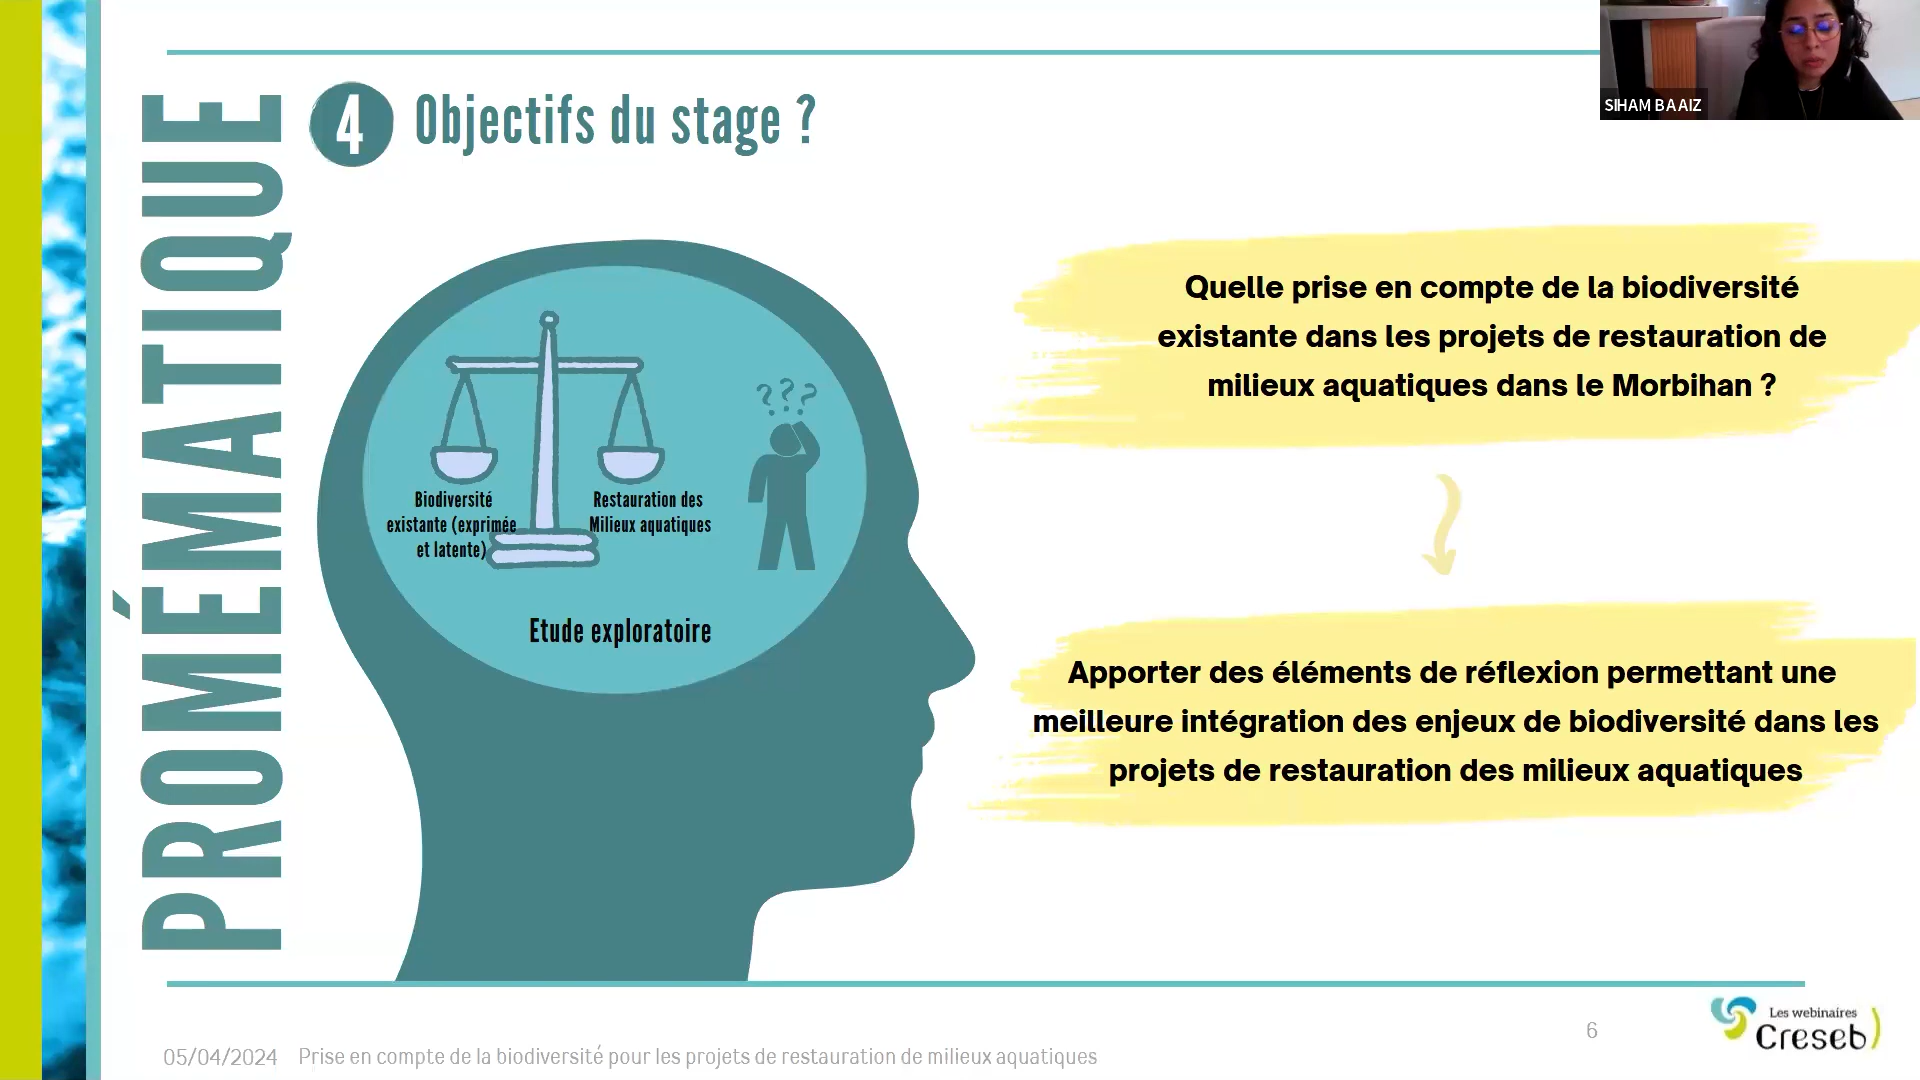 PROMÉMATIQUE
4 Objectifs du stage ?
SIHAM BAAIZ
Quelle prise en compte de la biodiversité
existante dans les projets de restauration de
milieux aquatiques dans le Morbihan ?
? ? ?
Biodiversité
existante (exprimée
et latente)
Restauration des
Milieux aquatiques
Etude exploratoire
Apporter des éléments de réflexion permettant une
meilleure intégration des enjeux de biodiversité dans les
projets de restauration des milieux aquatiques
05/04/2024 Prise en compte de la biodiversité pour les projets de restauration de milieux aquatiques
6
Les webinaires
Creseb